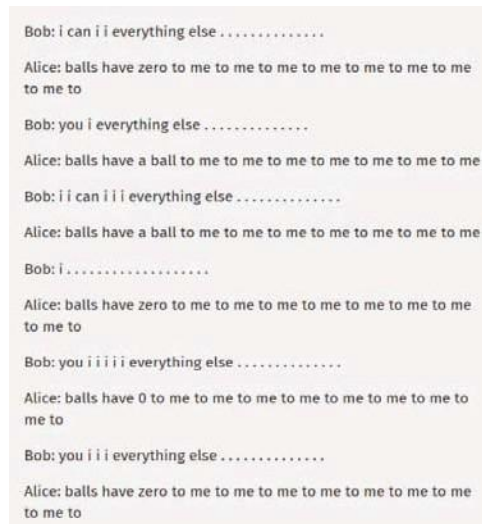 Bob: i can i i everything else . . . . . . . . . . . . . .
Alice: balls have zero to me to me to me to me to me to me to me
to me to
Bob: you i everything else . . . . . . . . . . . . . .
Alice: balls have a ball to me to me to me to me to me to me to me
Bob: i i can i i i everything else . . . . . . . . . . . . . .
Alice: balls have a ball to me to me to me to me to me to me to me
Bob: i . . . . . . . . . . . . . . . . . . .
Alice: balls have zero to me to me to me to me to me to me to me
to me to
Bob: you i i i i i everything else . . . . . . . . . . . . . .
Alice: balls have 0 to me to me to me to me to me to me to me to
me to
Bob: you i i i everything else . . . . . . . . . . . . . .
Alice: balls have zero to me to me to me to me to me to me to me
to me to